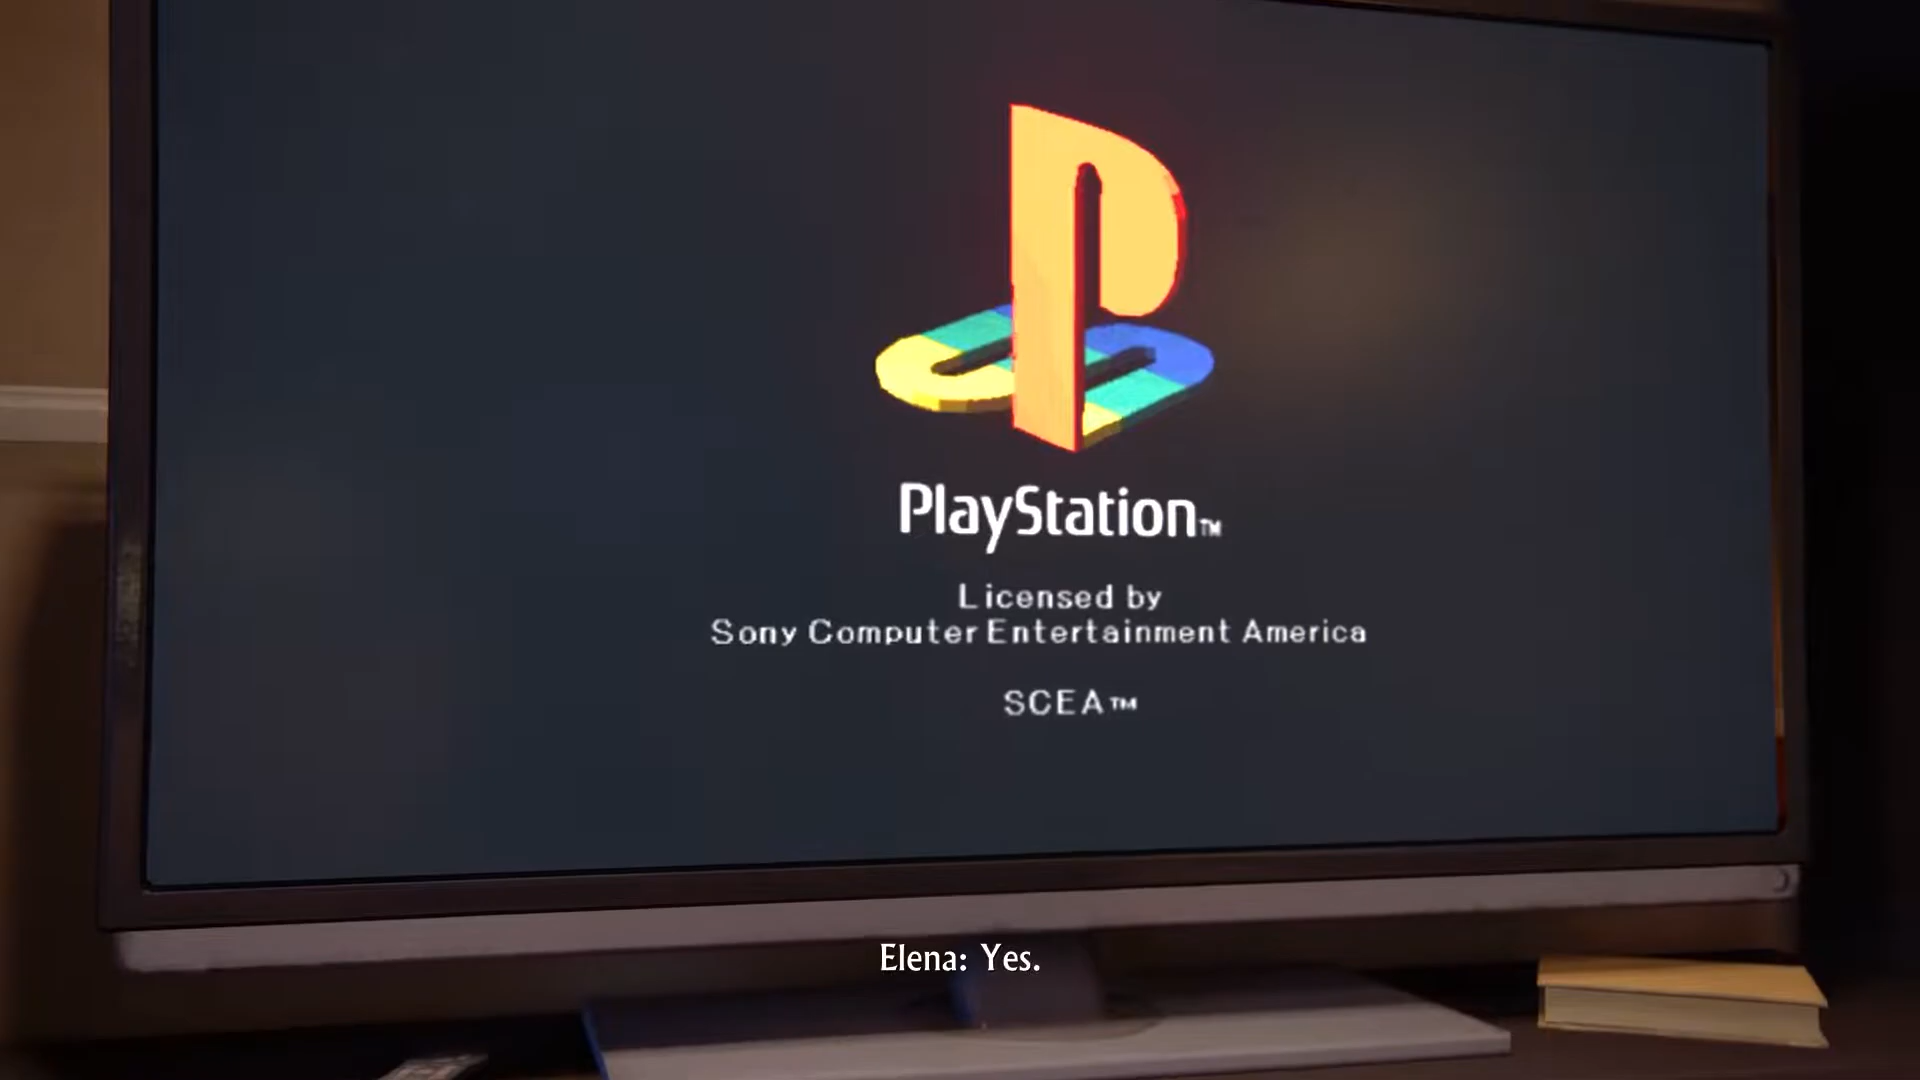 PlayStation™
Licensed by
Sony Computer Entertainment America
SCEA™
Elena: Yes.